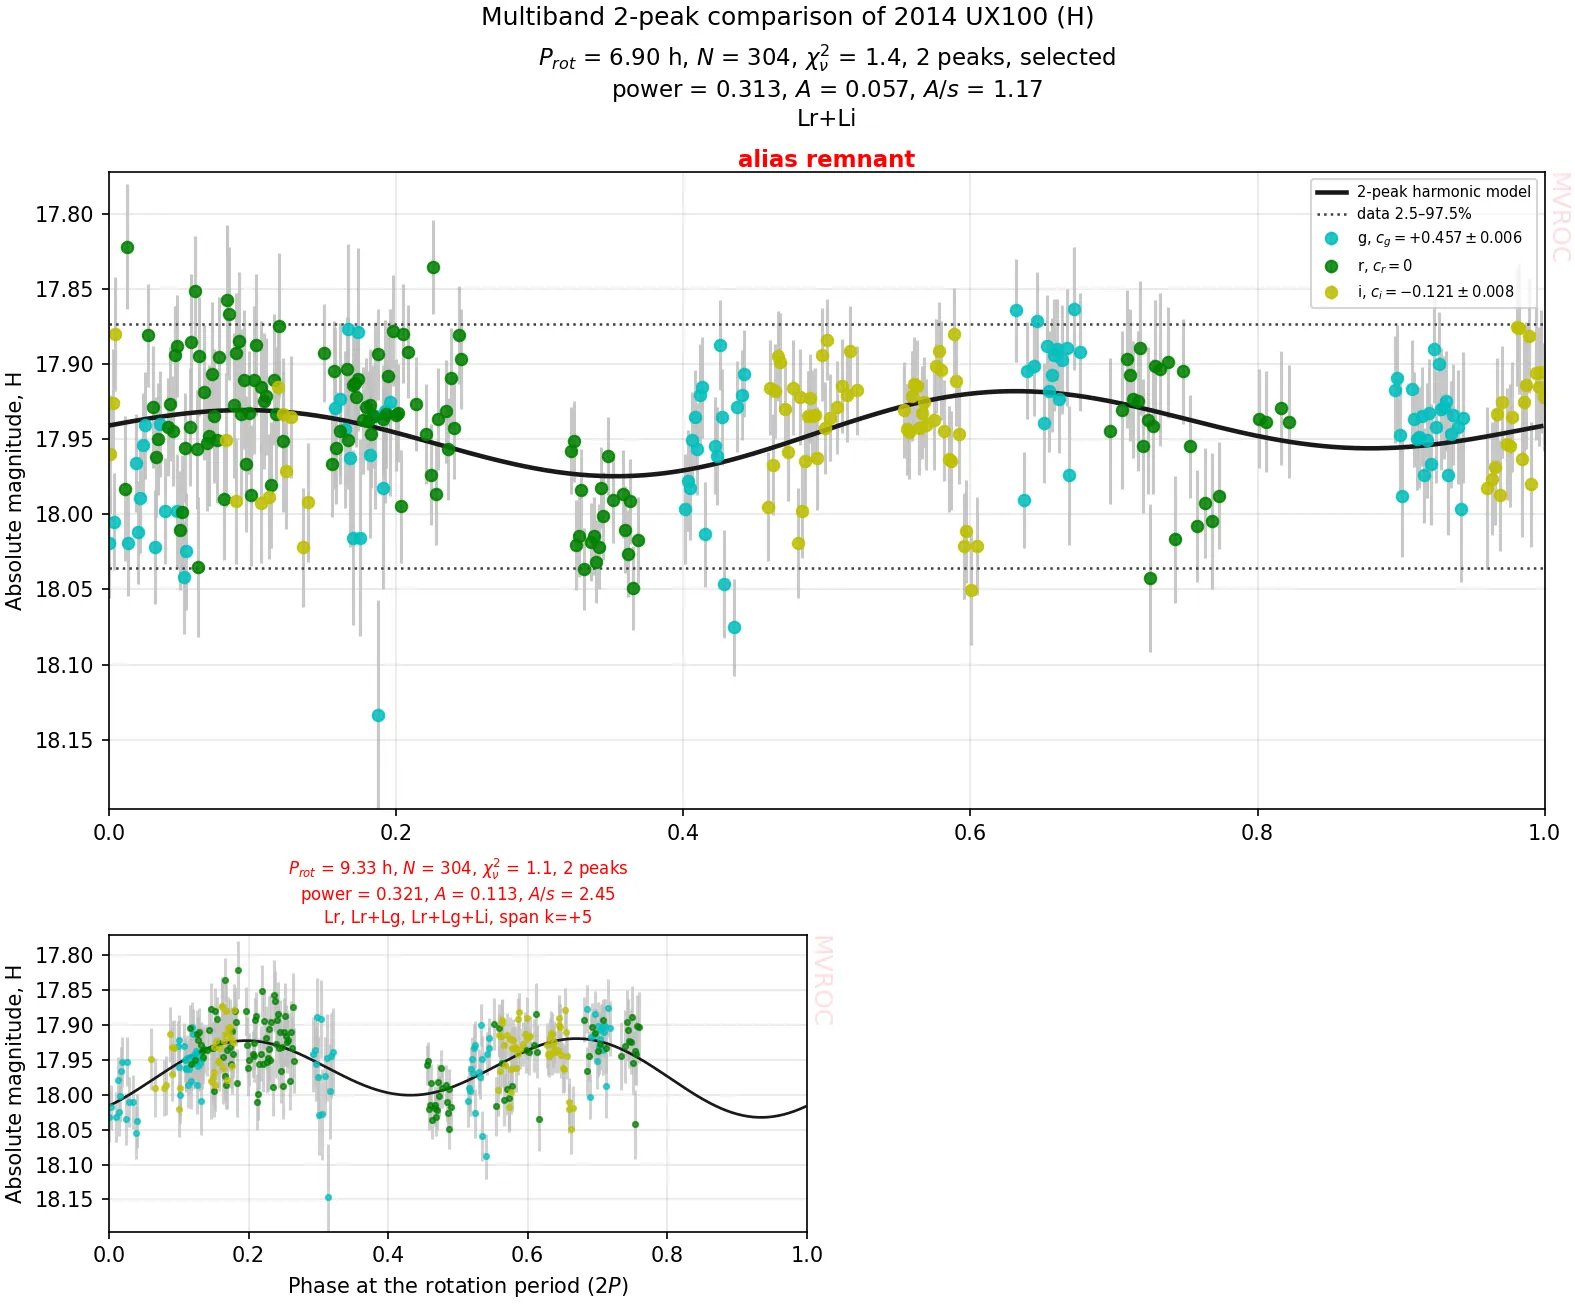 Multiband 2-peak comparison of 2014 UX100 (H)
P_rot = 6.90 h, N = 304, χ²_ν = 1.4, 2 peaks, selected
power = 0.313, A = 0.057, A/s = 1.17
Lr+Li
alias remnant
Absolute magnitude, H
17.80
17.85
17.90
17.95
18.00
18.05
18.10
18.15
2-peak harmonic model
data 2.5–97.5%
g, c_g = +0.457 ± 0.006
r, c_r = 0
i, c_i = −0.121 ± 0.008
MVROC
0.0 0.2 0.4 0.6 0.8 1.0
P_rot = 9.33 h, N = 304, χ²_ν = 1.1, 2 peaks
power = 0.321, A = 0.113, A/s = 2.45
Lr, Lr+Lg, Lr+Lg+Li, span k=+5
Absolute magnitude, H
17.80
17.85
17.90
17.95
18.00
18.05
18.10
18.15
MVROC
0.0 0.2 0.4 0.6 0.8 1.0
Phase at the rotation period (2P)